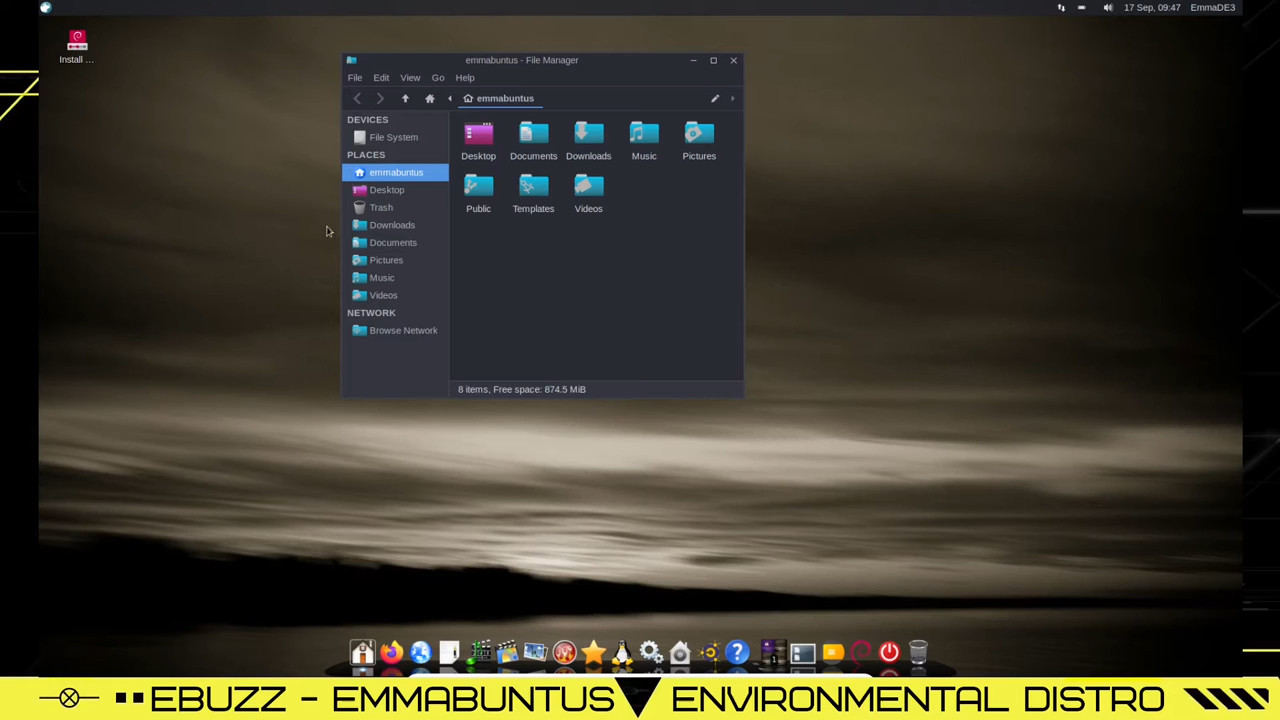 17 Sep, 09:47 EmmaDE3
Install ...
emmabuntus - File Manager
File Edit View Go Help
emmabuntus
DEVICES
File System
PLACES
emmabuntus
Desktop
Trash
Downloads
Documents
Pictures
Music
Videos
NETWORK
Browse Network
Desktop Documents Downloads Music Pictures
Public Templates Videos
8 items, Free space: 874.5 MiB
EBUZZ - EMMABUNTUS ENVIRONMENTAL DISTRO